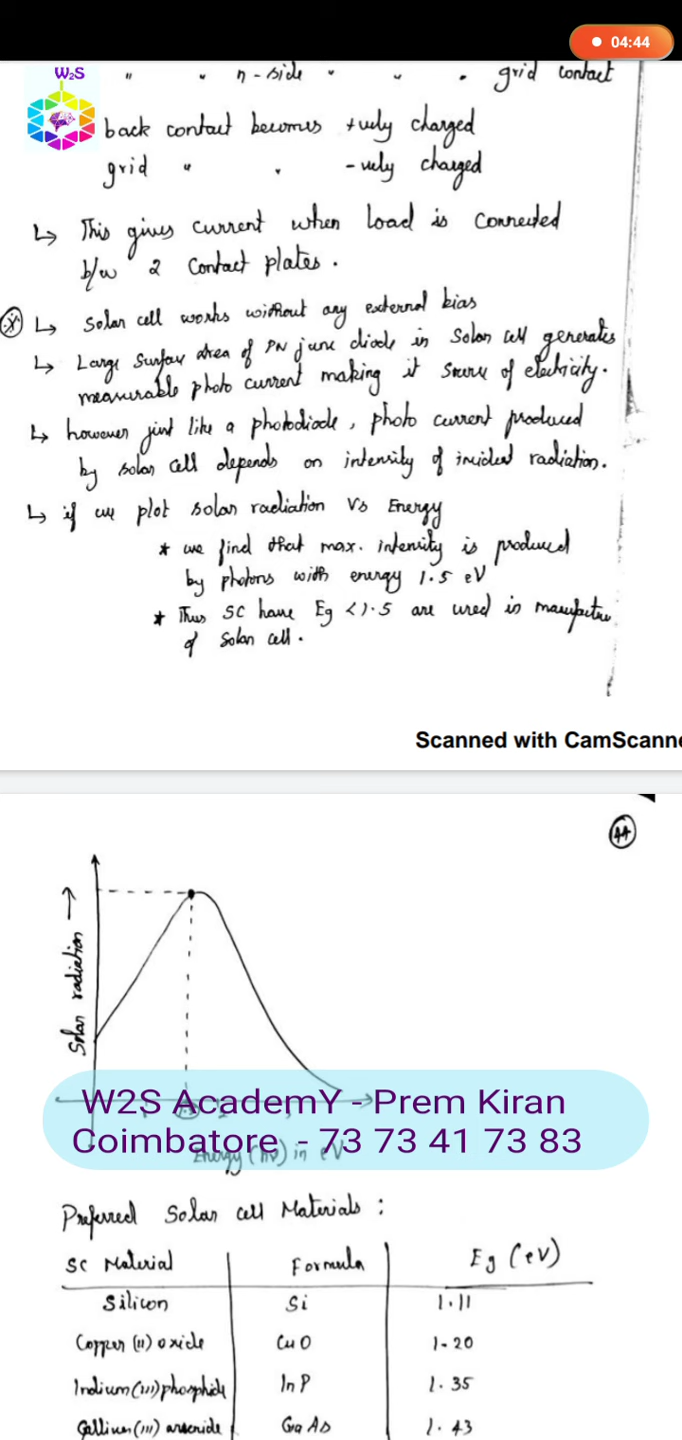 04:44
W2S
" " n-side " " " grid contact
back contact becomes +vely charged
grid " " -vely charged
↳ This gives current when load is connected
b/w 2 contact plates.
↳ Solar cell works without any external bias
↳ Large Surface area of PN junc diode in Solar cell generates
measurable photo current making it source of electricity.
↳ however just like a photodiode, photo current produced
by solar cell depends on intensity of incident radiation.
↳ if we plot solar radiation Vs Energy
* we find that max. intensity is produced
by photons with energy 1.5 eV
* Thus SC have Eg <1.5 are used in manufacture
of Solar cell.
Scanned with CamScanne
44
Solar radiation →
W2S AcademY - Prem Kiran
Coimbatore - 73 73 41 73 83
Energy (hν) in eV
Preferred Solar cell Materials :
SC Material Formula Eg (eV)
Silicon Si 1.11
Copper (II) oxide CuO 1.20
Indium (III) phosphide InP 1.35
Gallium (III) arsenide GaAs 1.43